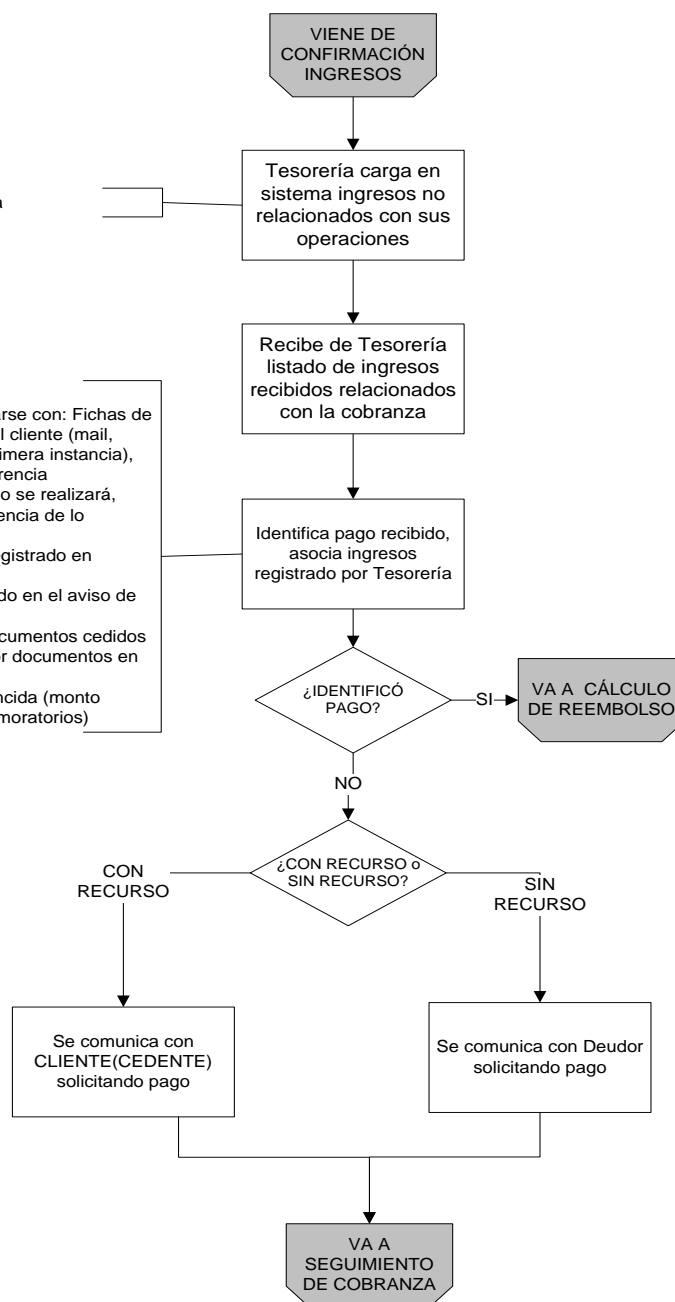 VIENE DE
CONFIRMACIÓN
INGRESOS
Tesorería carga en
sistema ingresos no
relacionados con sus
operaciones
a
Recibe de Tesorería
listado de ingresos
recibidos relacionados
con la cobranza
arse con: Fichas de
l cliente (mail,
imera instancia),
rencia
o se realizará,
encia de lo
egistrado en
do en el aviso de
ocumentos cedidos
or documentos en
ncida (monto
moratorios)
Identifica pago recibido,
asocia ingresos
registrado por Tesorería
¿IDENTIFICÓ
PAGO?
SI
VA A CÁLCULO
DE REEMBOLSO
NO
¿CON RECURSO o
SIN RECURSO?
CON
RECURSO
SIN
RECURSO
Se comunica con
CLIENTE(CEDENTE)
solicitando pago
Se comunica con Deudor
solicitando pago
VA A
SEGUIMIENTO
DE COBRANZA